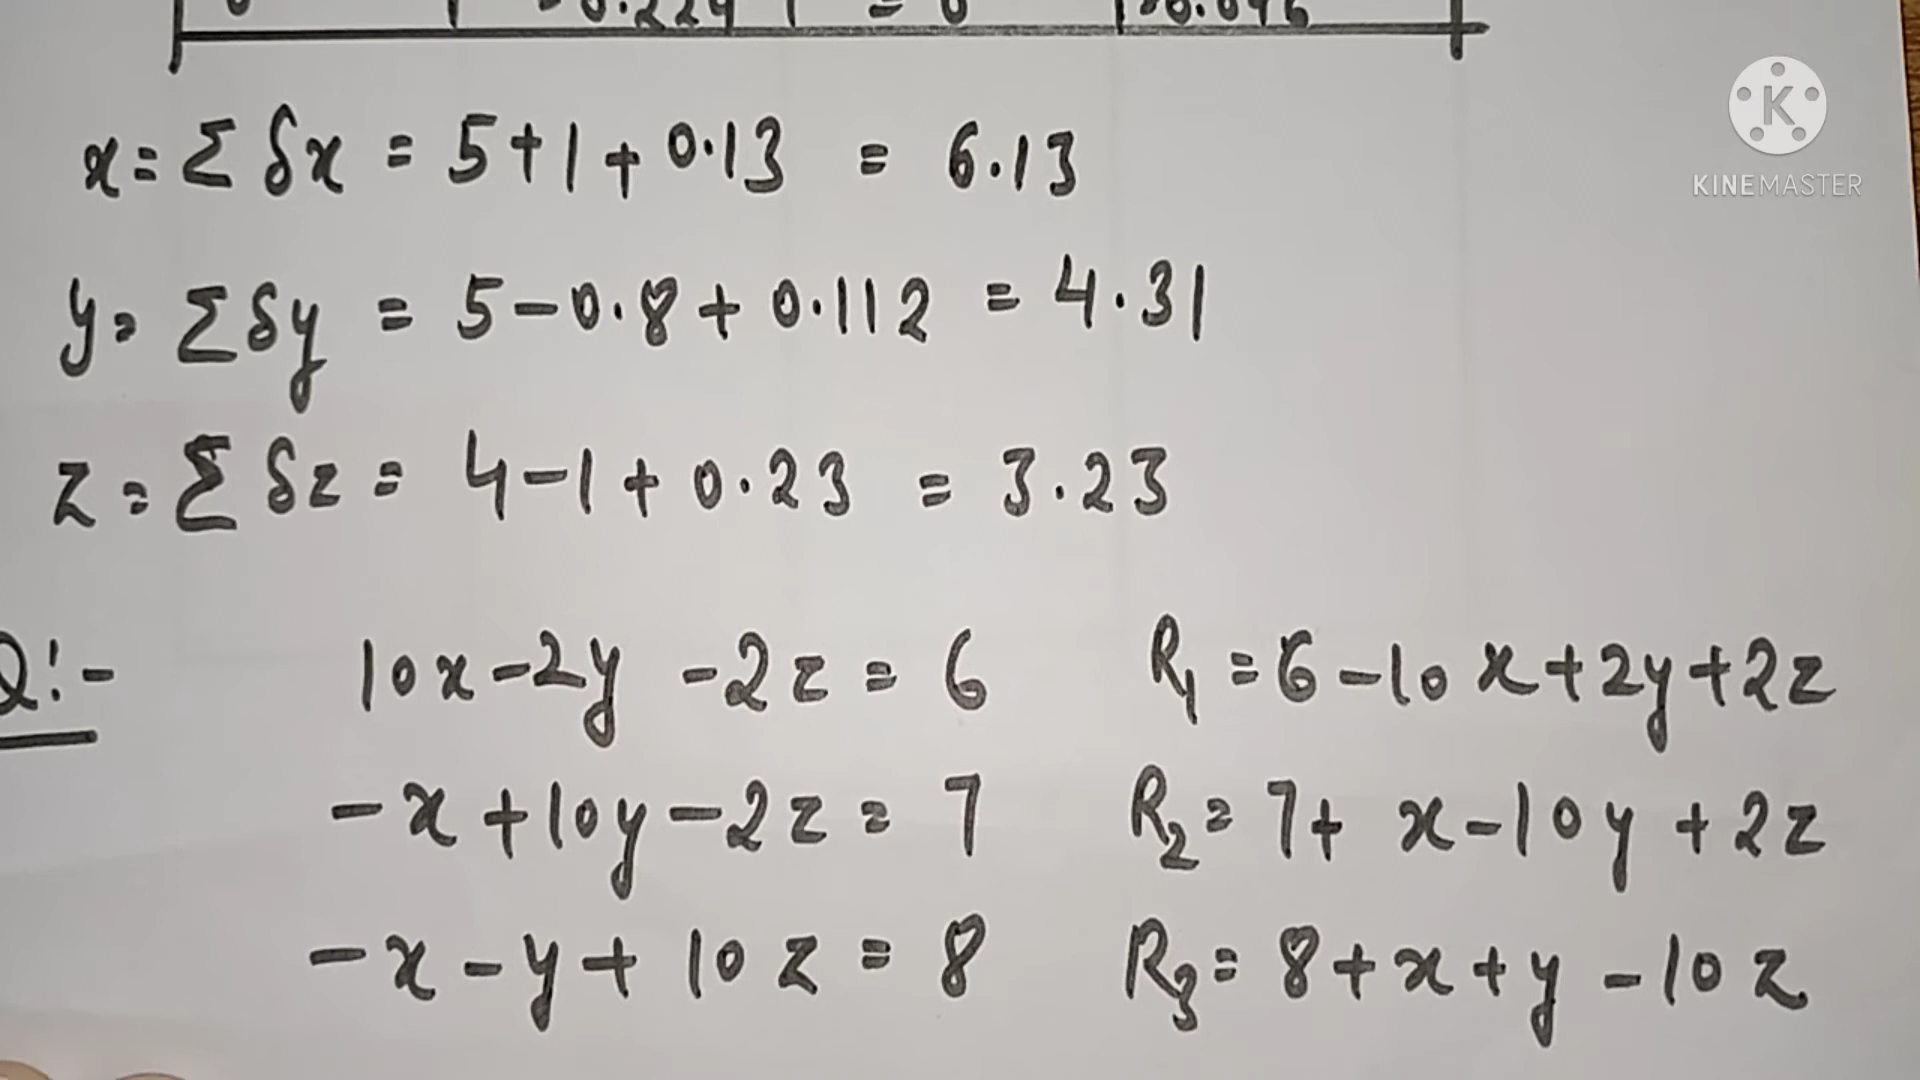 x = Σ δx = 5+1+0.13 = 6.13
y = Σ δy = 5-0.8+0.112 = 4.31
z = Σ δz = 4-1+0.23 = 3.23
Q:- 10x-2y-2z = 6 R1 = 6-10x+2y+2z
-x+10y-2z = 7 R2 = 7+x-10y+2z
-x-y+10z = 8 R3 = 8+x+y-10z
K
KINEMASTER